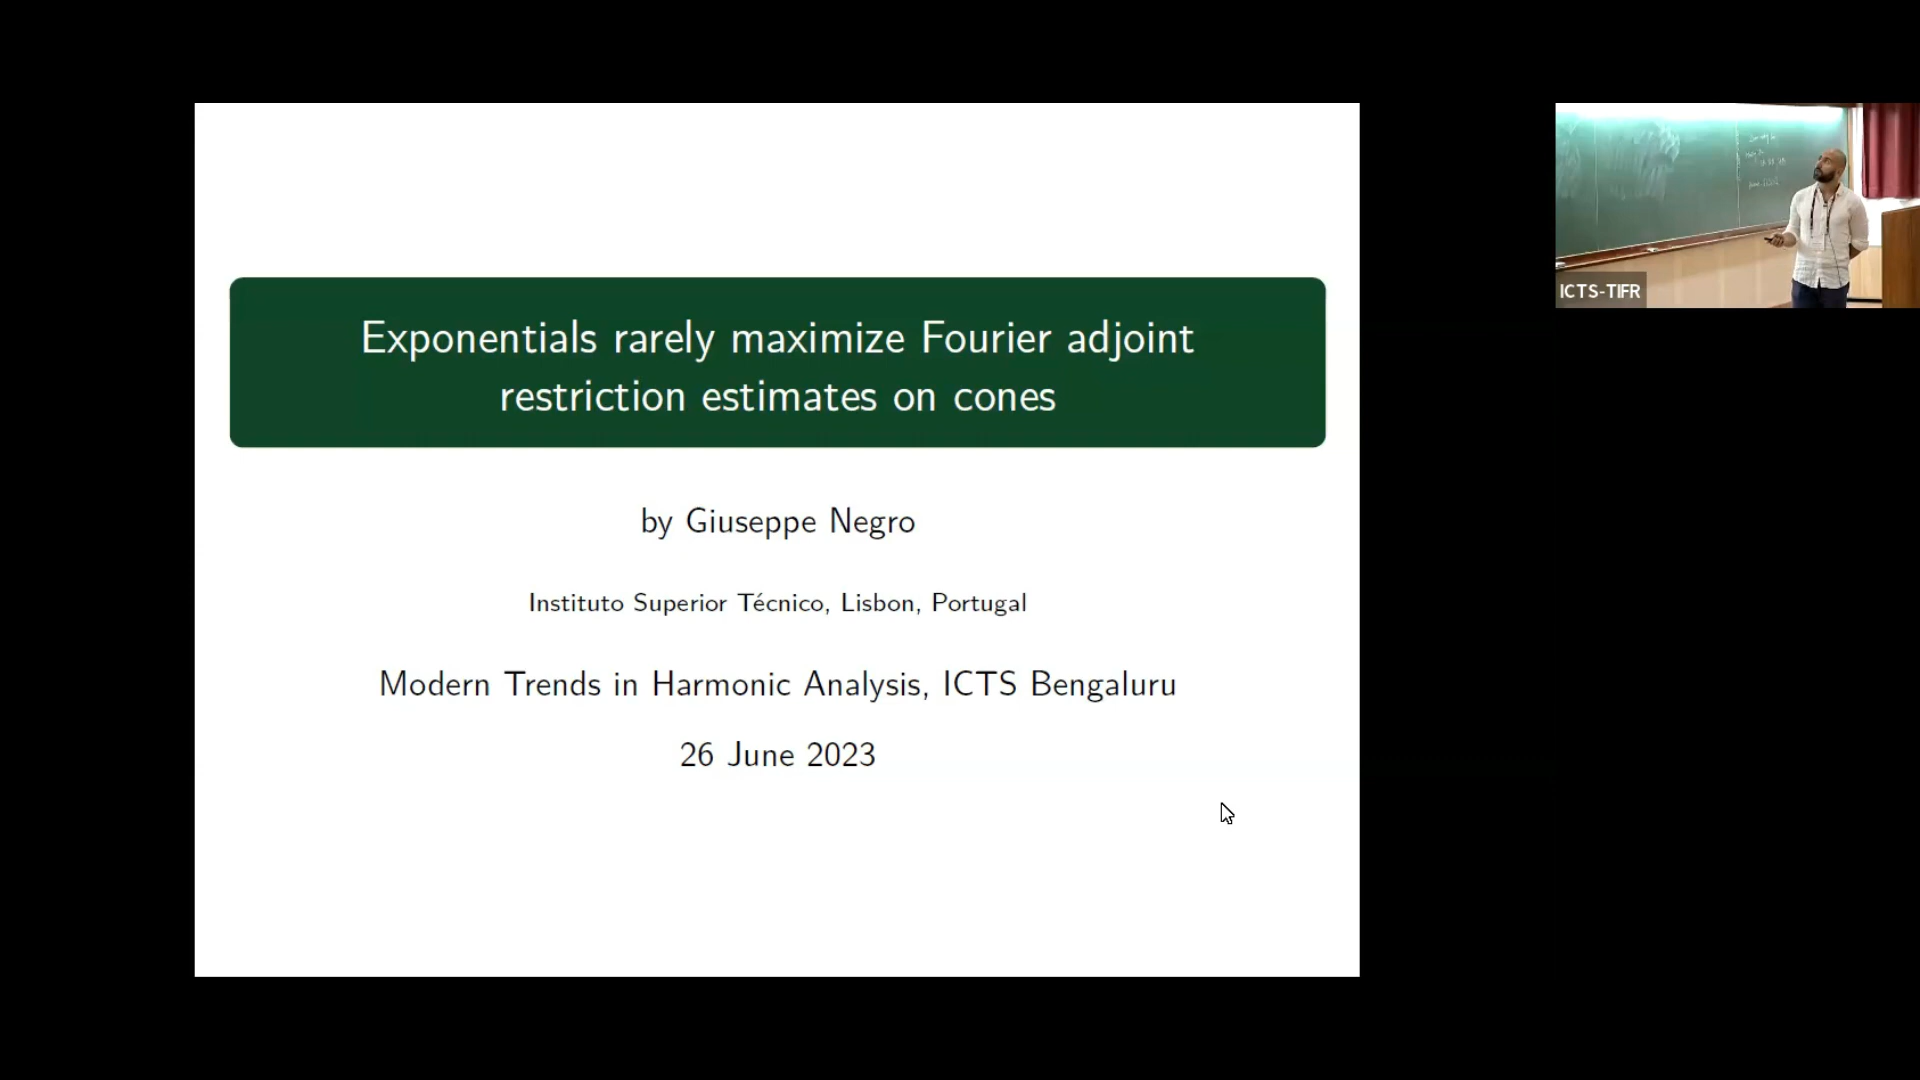 Exponentials rarely maximize Fourier adjoint
restriction estimates on cones
by Giuseppe Negro
Instituto Superior Técnico, Lisbon, Portugal
Modern Trends in Harmonic Analysis, ICTS Bengaluru
26 June 2023
ICTS-TIFR